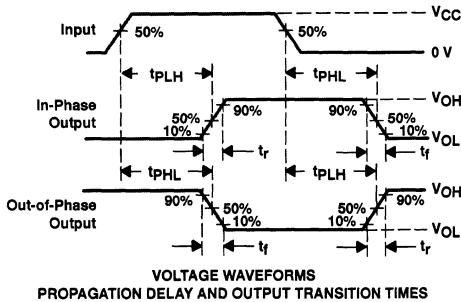 VCC
Input
50%
50%
0 V
tPLH
tPHL
In-Phase
Output
50%
10%
90%
90%
50%
10%
VOH
VOL
tr
tf
tPHL
tPLH
Out-of-Phase
Output
90%
50%
10%
50%
10%
90%
VOH
VOL
tf
tr
VOLTAGE WAVEFORMS
PROPAGATION DELAY AND OUTPUT TRANSITION TIMES